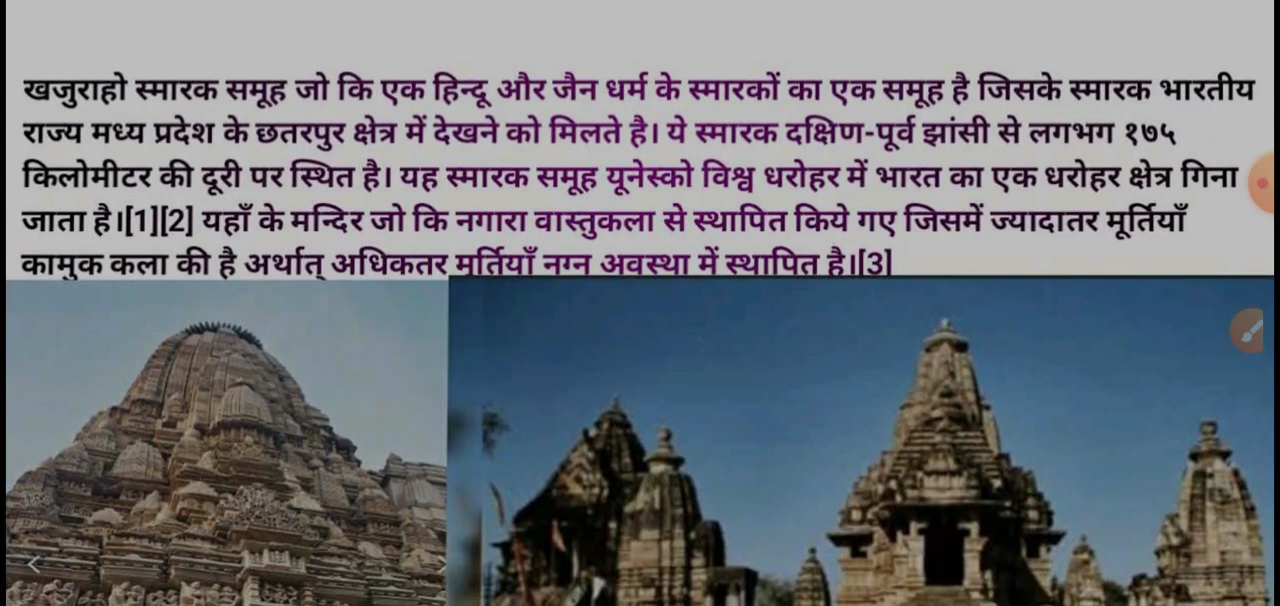 खजुराहो स्मारक समूह जो कि एक हिन्दू और जैन धर्म के स्मारकों का एक समूह है जिसके स्मारक भारतीय
राज्य मध्य प्रदेश के छतरपुर क्षेत्र में देखने को मिलते है। ये स्मारक दक्षिण-पूर्व झांसी से लगभग १७५
किलोमीटर की दूरी पर स्थित है। यह स्मारक समूह यूनेस्को विश्व धरोहर में भारत का एक धरोहर क्षेत्र गिना
जाता है।[1][2] यहाँ के मन्दिर जो कि नगारा वास्तुकला से स्थापित किये गए जिसमें ज्यादातर मूर्तियाँ
कामुक कला की है अर्थात् अधिकतर मूर्तियाँ नग्न अवस्था में स्थापित है।[3]